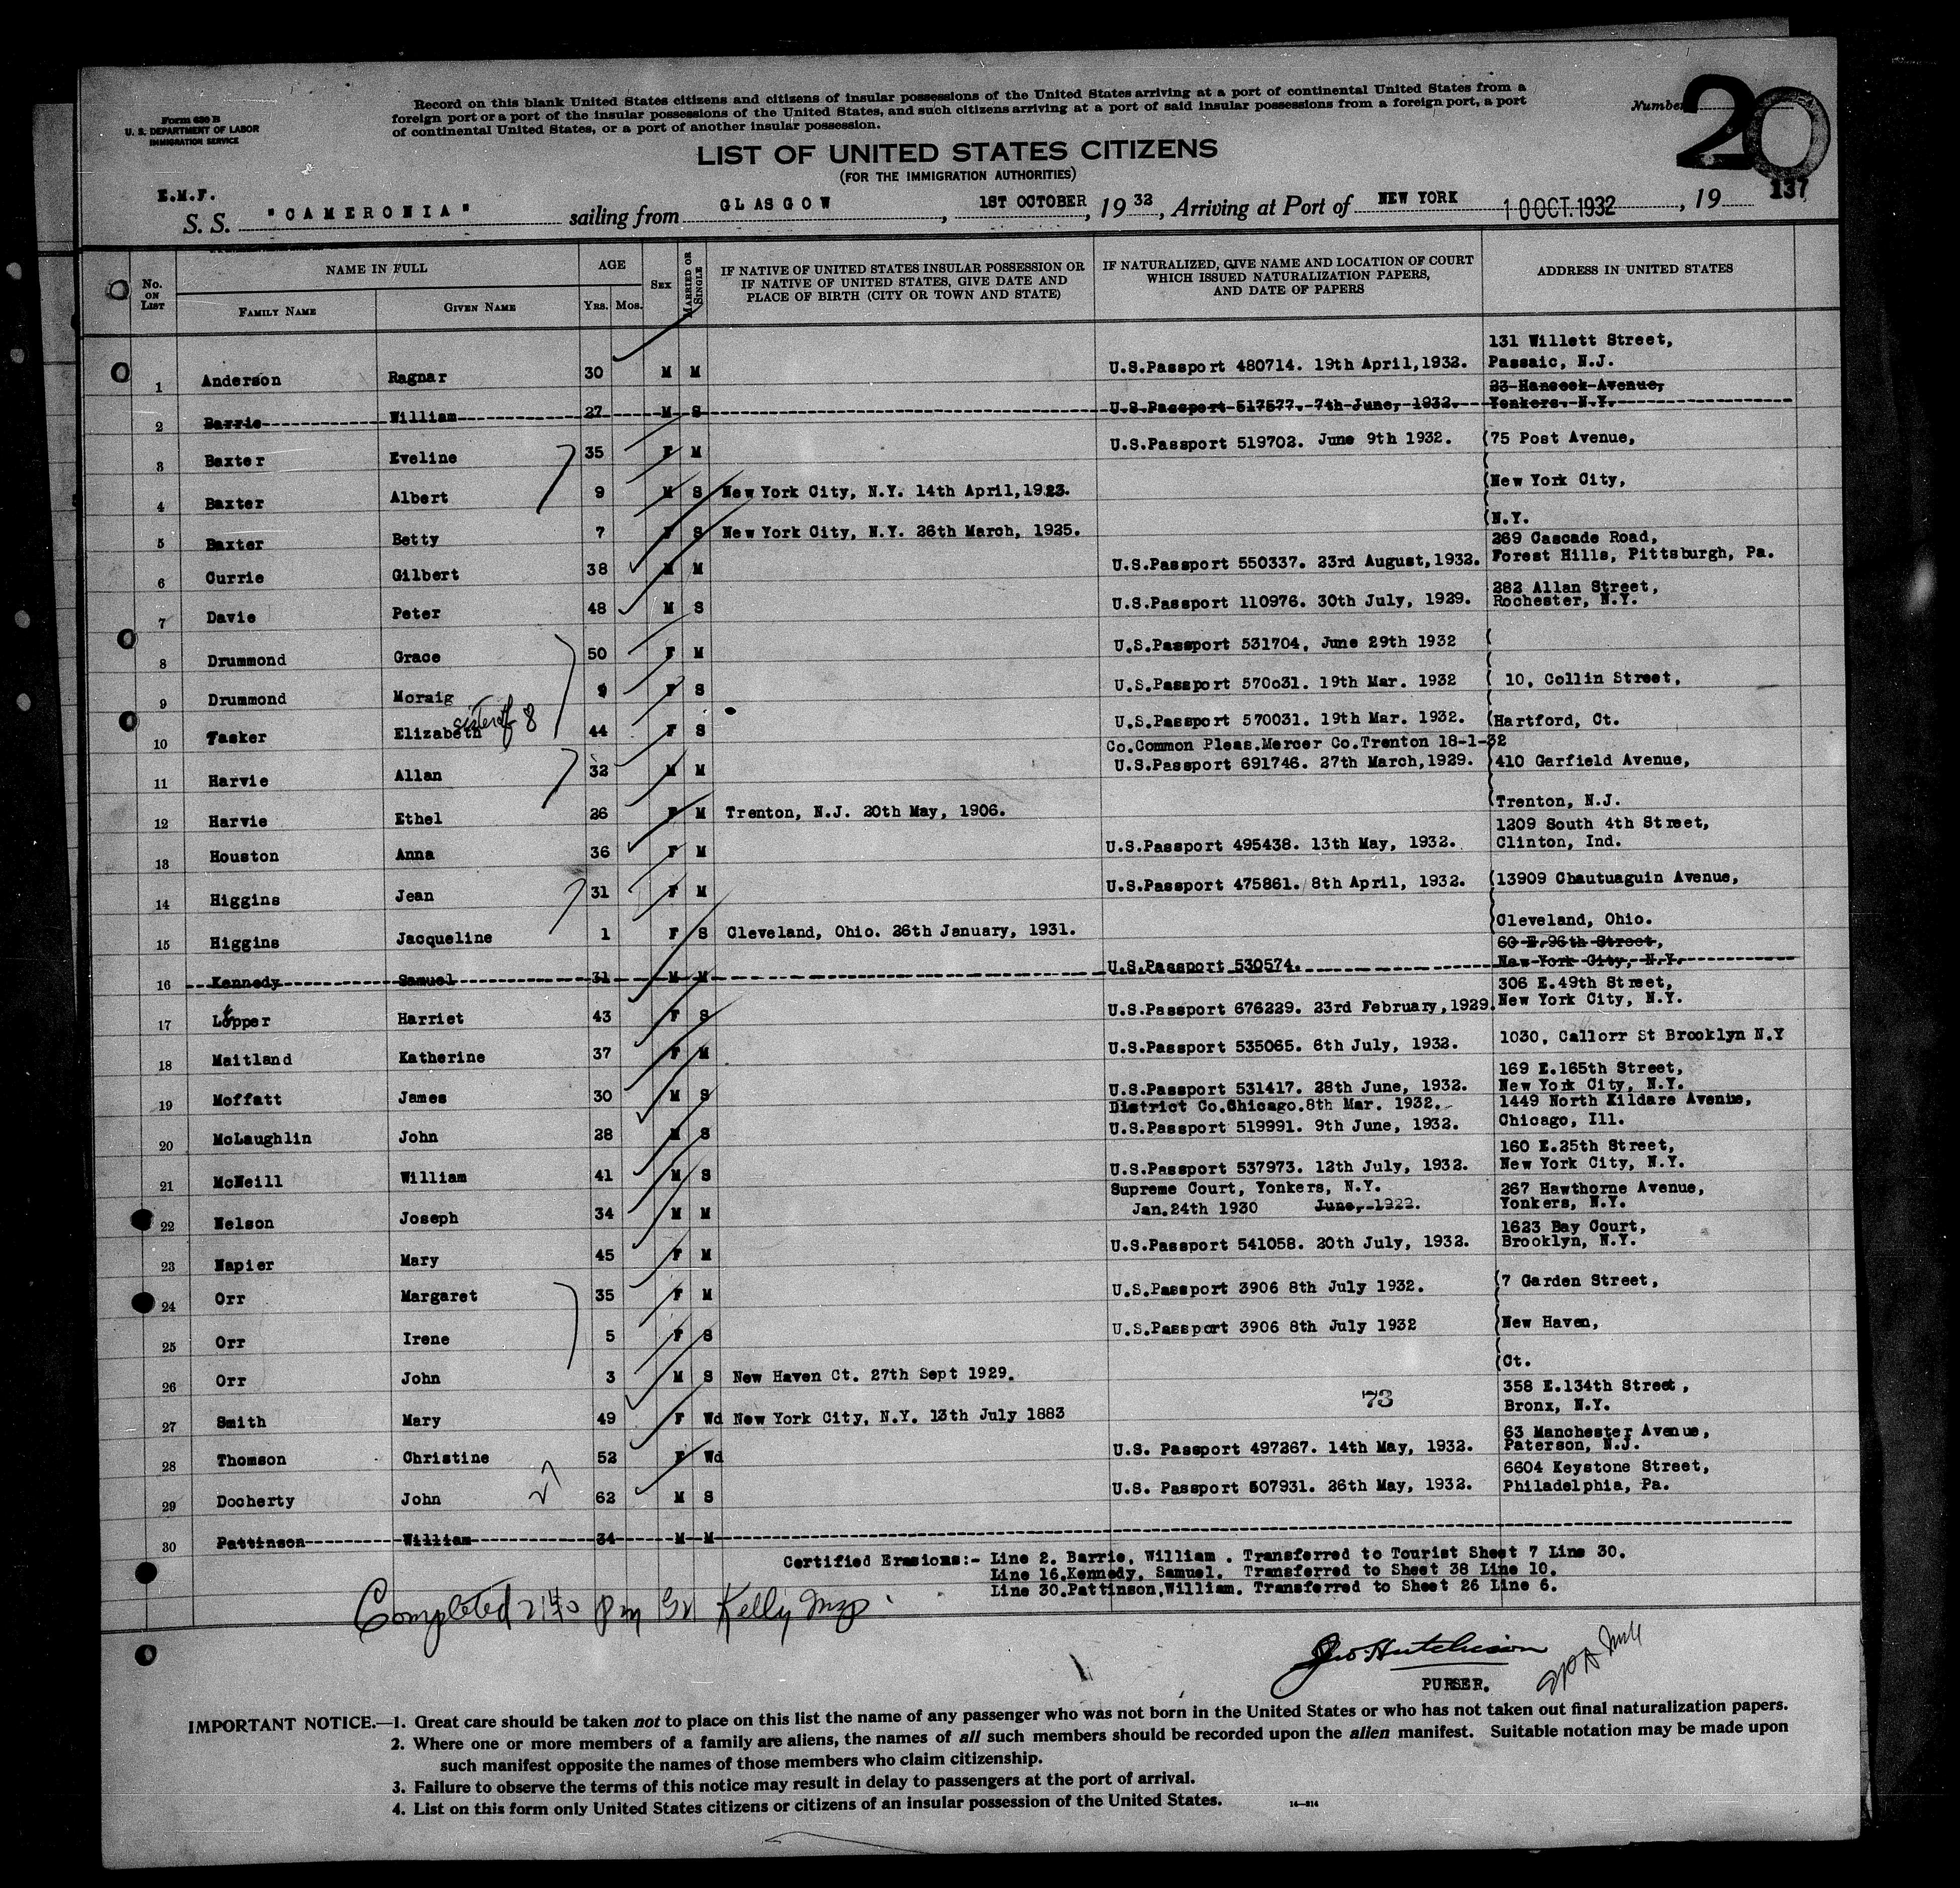 Form 630 B
U. S. DEPARTMENT OF LABOR
IMMIGRATION SERVICE
Record on this blank United States citizens and citizens of insular possessions of the United States arriving at a port of continental United States from a
foreign port or a port of the insular possessions of the United States, and such citizens arriving at a port of said insular possessions from a foreign port, a port
of continental United States, or a port of another insular possession.
Number 20
137
LIST OF UNITED STATES CITIZENS
(FOR THE IMMIGRATION AUTHORITIES)
E.M.F.
S. S. "CAMERONIA" sailing from GLASGOW, 1ST OCTOBER, 19 32, Arriving at Port of NEW YORK 10 OCT. 1932, 19
No. ON LIST NAME IN FULL FAMILY NAME GIVEN NAME AGE YRS. MOS. SEX MARRIED OR SINGLE IF NATIVE OF UNITED STATES INSULAR POSSESSION OR IF NATIVE OF UNITED STATES, GIVE DATE AND PLACE OF BIRTH (CITY OR TOWN AND STATE) IF NATURALIZED, GIVE NAME AND LOCATION OF COURT WHICH ISSUED NATURALIZATION PAPERS, AND DATE OF PAPERS ADDRESS IN UNITED STATES
1 Anderson Ragnar 30 M M U.S.Passport 480714. 19th April,1932. 131 Willett Street, Passaic, N.J.
2 Barrie William 27 M S U.S.Passport 517577. 7th June, 1932. 23 Hancock Avenue, Yonkers. N.Y.
3 Baxter Eveline 35 F M U.S.Passport 519702. June 9th 1932. (75 Post Avenue,
4 Baxter Albert 9 M S New York City, N.Y. 14th April,1923. (New York City,
5 Baxter Betty 7 F S New York City, N.Y. 26th March, 1925. (N.Y.
6 Currie Gilbert 38 M M U.S.Passport 550337. 23rd August,1932. 269 Cascade Road, Forest Hills, Pittsburgh, Pa.
7 Davie Peter 48 M S U.S.Passport 110976. 30th July, 1929. 282 Allan Street, Rochester, N.Y.
8 Drummond Grace 50 F M U.S.Passport 531704, June 29th 1932 (
9 Drummond Moraig 9 F S U.S.Passport 570031. 19th Mar. 1932 ( 10, Collin Street,
sister of 8
10 Tasker Elizabeth 44 F S U.S.Passport 570031. 19th Mar. 1932. (Hartford, Ct.
11 Harvie Allan 32 M M Co.Common Pleas.Mercer Co.Trenton 18-1-32 U.S.Passport 691746. 27th March,1929. (410 Garfield Avenue,
12 Harvie Ethel 26 F M Trenton, N.J. 20th May, 1906. (Trenton, N.J.
13 Houston Anna 36 F M U.S.Passport 495438. 13th May, 1932. 1209 South 4th Street, Clinton, Ind.
14 Higgins Jean 31 F M U.S.Passport 475861. 8th April, 1932. (13909 Chautuaguin Avenue,
15 Higgins Jacqueline 1 F S Cleveland, Ohio. 26th January, 1931. (Cleveland, Ohio.
16 Kennedy Samuel 31 M M U.S.Passport 530574. 60 E.96th Street, New York City, N.Y.
17 Lepper Harriet 43 F S U.S.Passport 676229. 23rd February,1929. 306 E.49th Street, New York City, N.Y.
18 Maitland Katherine 37 F M U.S.Passport 535065. 6th July, 1932. 1030, Callorr St Brooklyn N.Y
19 Moffatt James 30 M S U.S.Passport 531417. 28th June, 1932. 169 E.165th Street, New York City, N.Y.
20 McLaughlin John 28 M S District Co.Chicago.8th Mar. 1932. U.S.Passport 519991. 9th June, 1932. 1449 North Kildare Avenue, Chicago, Ill.
21 McNeill William 41 M S U.S.Passport 537973. 12th July, 1932. 160 E.25th Street, New York City, N.Y.
22 Nelson Joseph 34 M M Supreme Court, Yonkers, N.Y. Jan.24th 1930 June, 1922. 267 Hawthorne Avenue, Yonkers, N.Y.
23 Napier Mary 45 F M U.S.Passport 541058. 20th July, 1932. 1623 Bay Court, Brooklyn, N.Y.
24 Orr Margaret 35 F M U.S.Passport 3906 8th July 1932. (7 Garden Street,
25 Orr Irene 5 F S U.S.Passport 3906 8th July 1932 (New Haven,
26 Orr John 3 M S New Haven Ct. 27th Sept 1929. (Ct.
27 Smith Mary 49 F Wd New York City, N.Y. 13th July 1883 73 358 E.134th Street, Bronx, N.Y.
28 Thomson Christine 52 F Wd U.S. Passport 497267. 14th May, 1932. 63 Manchester Avenue, Paterson, N.J.
29 Docherty John 62 M S U.S. Passport 507931. 26th May, 1932. 6604 Keystone Street, Philadelphia, Pa.
30 Pattinson William 34 M M
Certified Erasions:- Line 2. Barrie, William . Transferred to Tourist Sheet 7 Line 30.
Line 16.Kennedy, Samuel. Transferred to Sheet 38 Line 10.
Line 30.Pattinson,William. Transferred to Sheet 26 Line 6.
Completed 2140 pm Kelly
Jno Hutchison
PURSER.
IMPORTANT NOTICE.—1. Great care should be taken not to place on this list the name of any passenger who was not born in the United States or who has not taken out final naturalization papers.
2. Where one or more members of a family are aliens, the names of all such members should be recorded upon the alien manifest. Suitable notation may be made upon
such manifest opposite the names of those members who claim citizenship.
3. Failure to observe the terms of this notice may result in delay to passengers at the port of arrival.
4. List on this form only United States citizens or citizens of an insular possession of the United States.
14—814